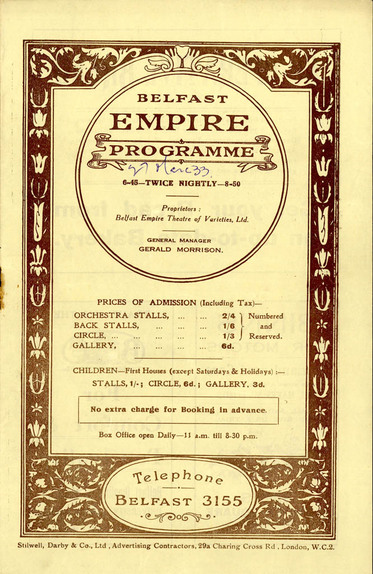 BELFAST
EMPIRE
PROGRAMME
27 Mar 33
6-45—TWICE NIGHTLY—8-50
Proprietors :
Belfast Empire Theatre of Varieties, Ltd.
GENERAL MANAGER
GERALD MORRISON.
PRICES OF ADMISSION (Including Tax)—
ORCHESTRA STALLS, ... ... 2/4 } Numbered
BACK STALLS, ... ... ... 1/6 } and
CIRCLE, ... ... ... ... 1/3 } Reserved.
GALLERY, ... ... ... 6d.
CHILDREN—First Houses (except Saturdays & Holidays) :—
STALLS, 1/- ; CIRCLE, 6d. ; GALLERY, 3d.
No extra charge for Booking in advance.
Box Office open Daily—11 a.m. till 8-30 p.m.
Telephone
BELFAST 3155
Stilwell, Darby & Co., Ltd , Advertising Contractors, 29a Charing Cross Rd , London, W.C.2.